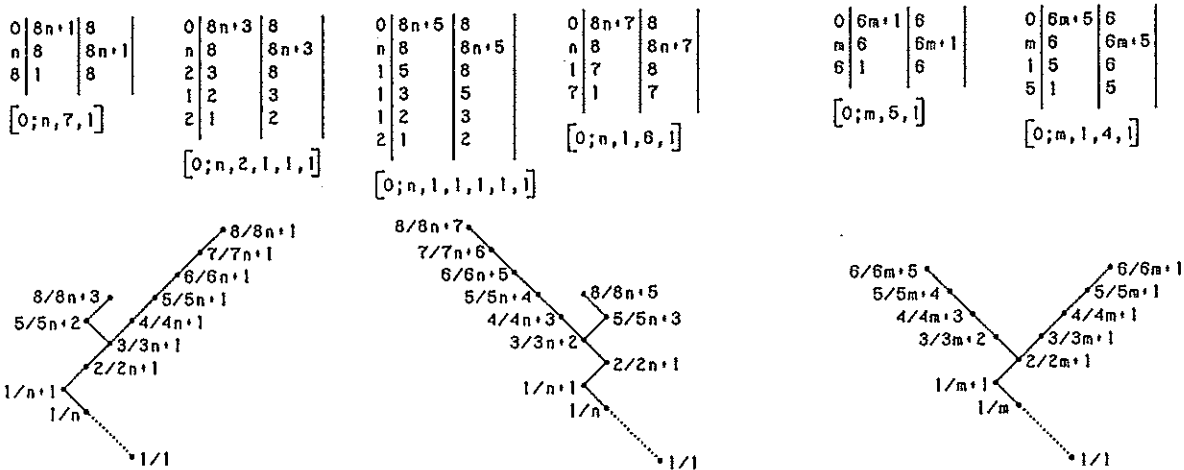 0 8n+1 8
n 8 8n+1
8 1 8
[0;n,7,1]
0 8n+3 8
n 8 8n+3
2 3 8
1 2 3
2 1 2
[0;n,2,1,1,1]
0 8n+5 8
n 8 8n+5
1 5 8
1 3 5
1 2 3
2 1 2
[0;n,1,1,1,1,1]
0 8n+7 8
n 8 8n+7
1 7 8
7 1 7
[0;n,1,6,1]
0 6m+1 6
m 6 6m+1
6 1 6
[0;m,5,1]
0 6m+5 6
m 6 6m+5
1 5 6
5 1 5
[0;m,1,4,1]
8/8n+1
7/7n+1
6/6n+1
8/8n+3
5/5n+1
5/5n+2
4/4n+1
3/3n+1
2/2n+1
1/n+1
1/n
1/1
8/8n+7
7/7n+6
6/6n+5
5/5n+4
8/8n+5
4/4n+3
5/5n+3
3/3n+2
2/2n+1
1/n+1
1/n
1/1
6/6m+5
6/6m+1
5/5m+4
5/5m+1
4/4m+3
4/4m+1
3/3m+2
3/3m+1
2/2m+1
1/m+1
1/m
1/1